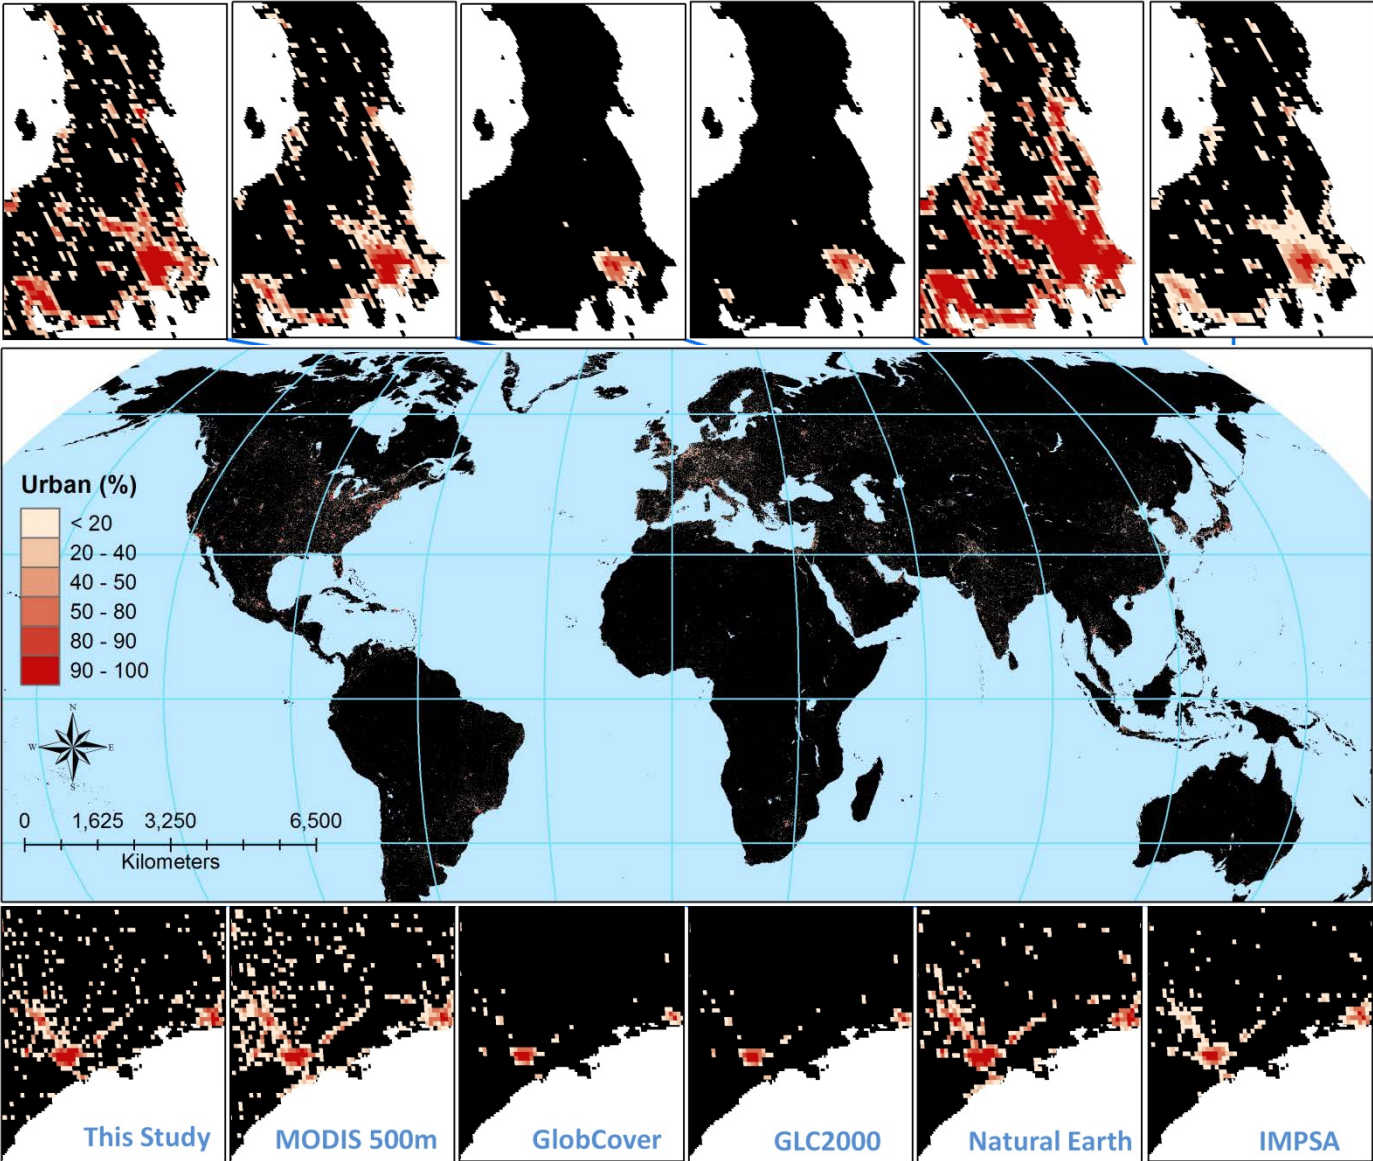 Urban (%)
< 20
20 - 40
40 - 50
50 - 80
80 - 90
90 - 100
N
W E
S
0 1,625 3,250 6,500
Kilometers
This Study MODIS 500m GlobCover GLC2000 Natural Earth IMPSA